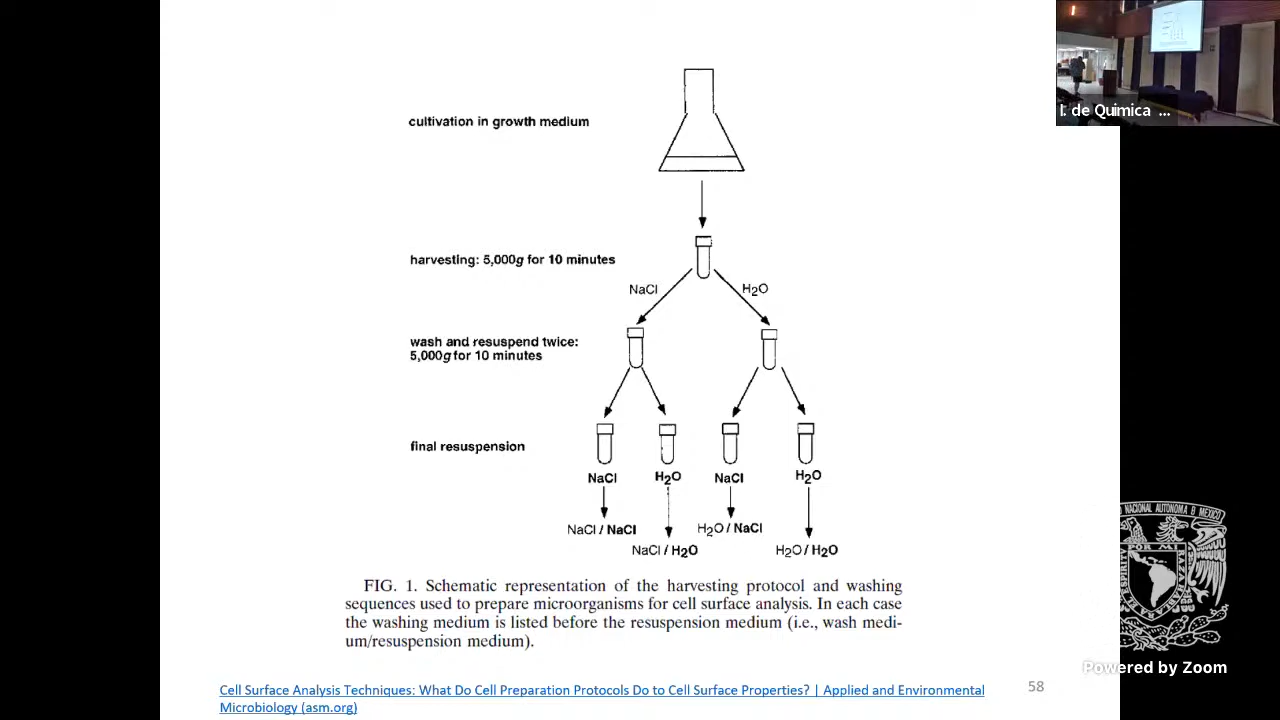 I. de Quimica ...
cultivation in growth medium
harvesting: 5,000g for 10 minutes
NaCl
H2O
wash and resuspend twice:
5,000g for 10 minutes
final resuspension
NaCl
H2O
NaCl
H2O
NaCl / NaCl
H2O / NaCl
NaCl / H2O
H2O / H2O
FIG. 1. Schematic representation of the harvesting protocol and washing
sequences used to prepare microorganisms for cell surface analysis. In each case
the washing medium is listed before the resuspension medium (i.e., wash medi-
um/resuspension medium).
Cell Surface Analysis Techniques: What Do Cell Preparation Protocols Do to Cell Surface Properties? | Applied and Environmental
Microbiology (asm.org)
58
NACIONAL AUTONOMA
POR MI
Powered by Zoom